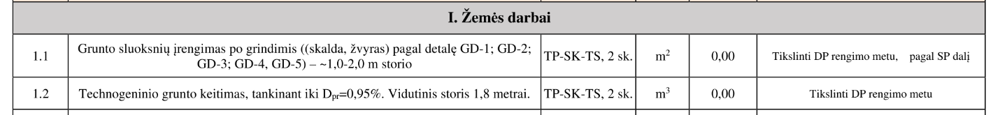 I. Žemės darbai
1.1 Grunto sluoksnių įrengimas po grindimis ((skalda, žvyras) pagal detalę GD-1; GD-2; GD-3; GD-4, GD-5) – ~1,0-2,0 m storio TP-SK-TS, 2 sk. m² 0,00 Tikslinti DP rengimo metu, pagal SP dalį
1.2 Technogeninio grunto keitimas, tankinant iki Dpr=0,95%. Vidutinis storis 1,8 metrai. TP-SK-TS, 2 sk. m³ 0,00 Tikslinti DP rengimo metu